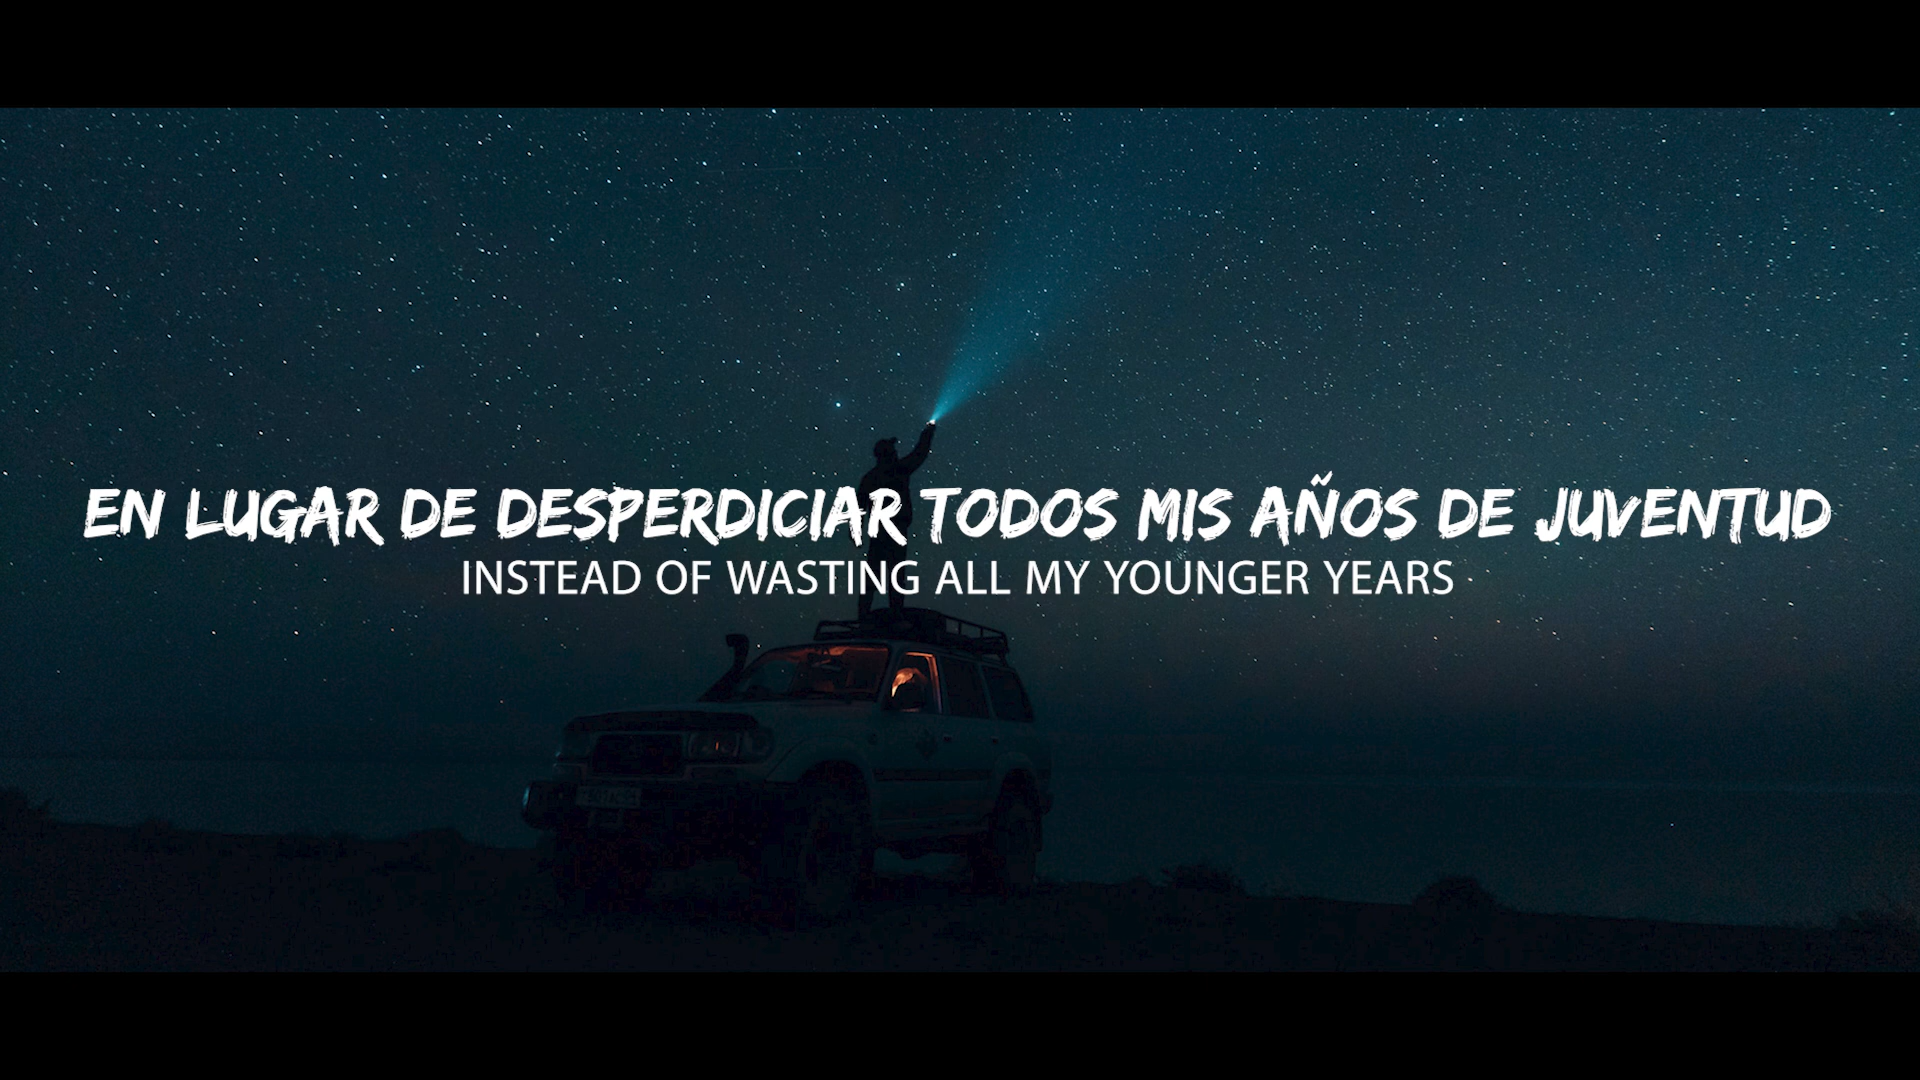 EN LUGAR DE DESPERDICIAR TODOS MIS AÑOS DE JUVENTUD
INSTEAD OF WASTING ALL MY YOUNGER YEARS